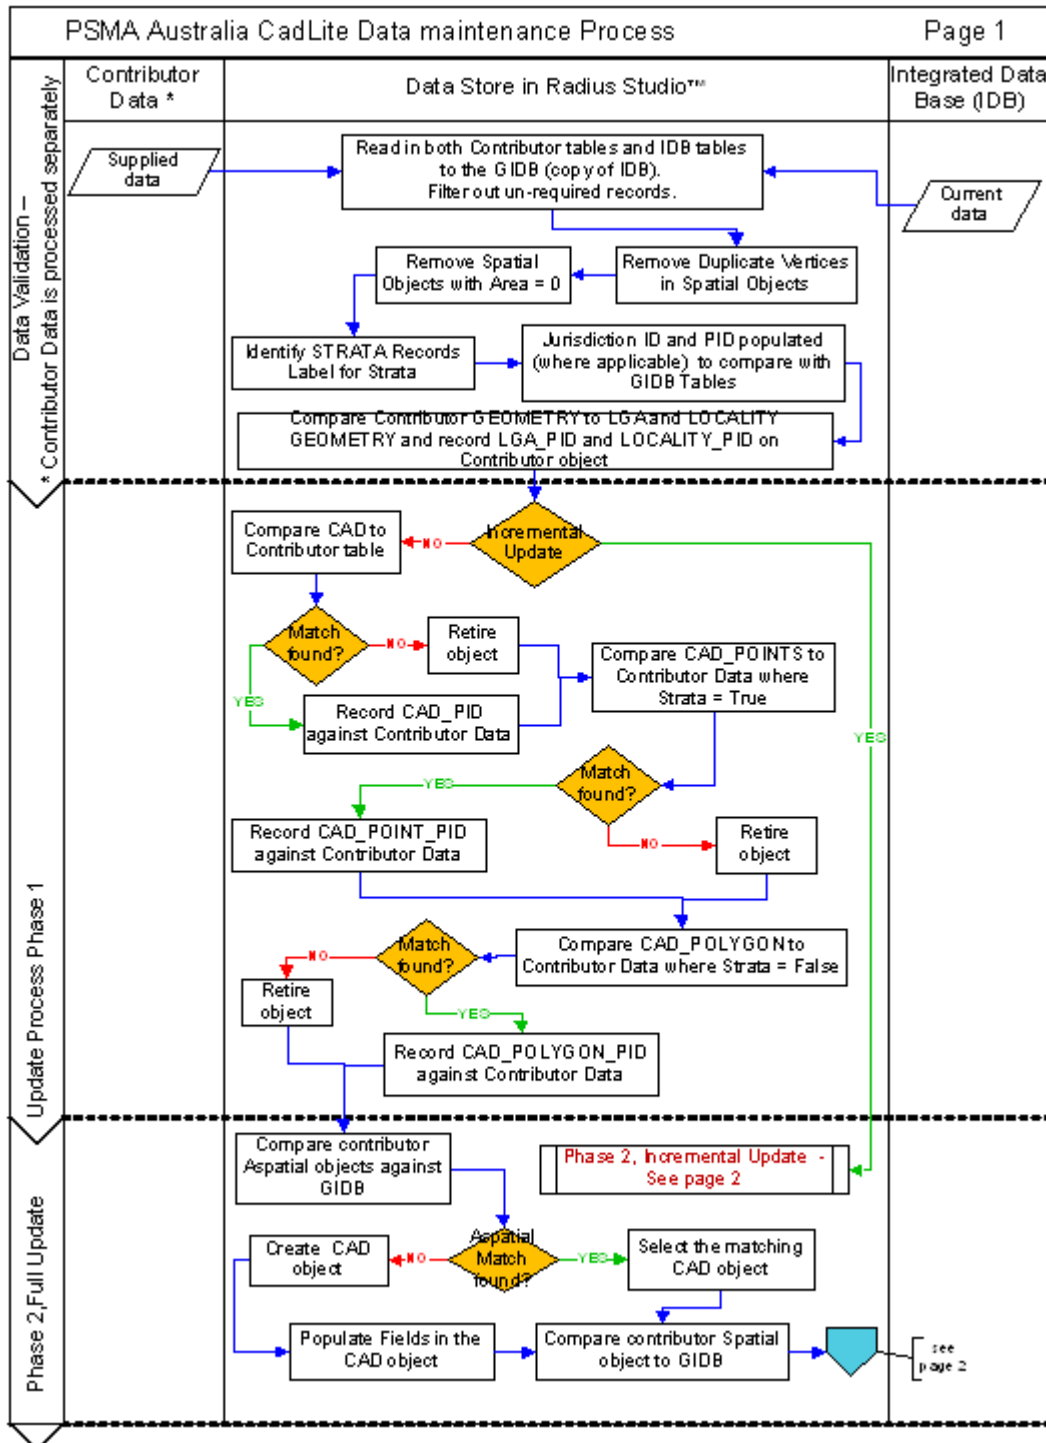 PSMA Australia CadLite Data maintenance Process
Page 1
Data Validation –
* Contributor Data is processed separately
Contributor
Data *
Data Store in Radius Studio™
Integrated Data
Base (IDB)
Supplied
data
Read in both Contributor tables and IDB tables
to the GIDB (copy of IDB).
Filter out un-required records.
Current
data
Remove Spatial
Objects with Area = 0
Remove Duplicate Vertices
in Spatial Objects
Identify STRATA Records
Label for Strata
Jurisdiction ID and PID populated
(where applicable) to compare with
GIDB Tables
Compare Contributor GEOMETRY to LGA and LOCALITY
GEOMETRY and record LGA_PID and LOCALITY_PID on
Contributor object
Update Process Phase 1
Compare CAD to
Contributor table
NO
Incremental
Update
Match
found?
NO
Retire
object
Compare CAD_POINTS to
Contributor Data where
Strata = True
YES
Record CAD_PID
against Contributor Data
YES
Match
found?
YES
Record CAD_POINT_PID
against Contributor Data
NO
Retire
object
Match
found?
Compare CAD_POLYGON to
Contributor Data where Strata = False
NO
Retire
object
YES
Record CAD_POLYGON_PID
against Contributor Data
Phase 2,Full Update
Compare contributor
Aspatial objects against
GIDB
Phase 2, Incremental Update -
See page 2
Create CAD
object
NO
Aspatial
Match
found?
YES
Select the matching
CAD object
Populate Fields in the
CAD object
Compare contributor Spatial
object to GIDB
see
page 2